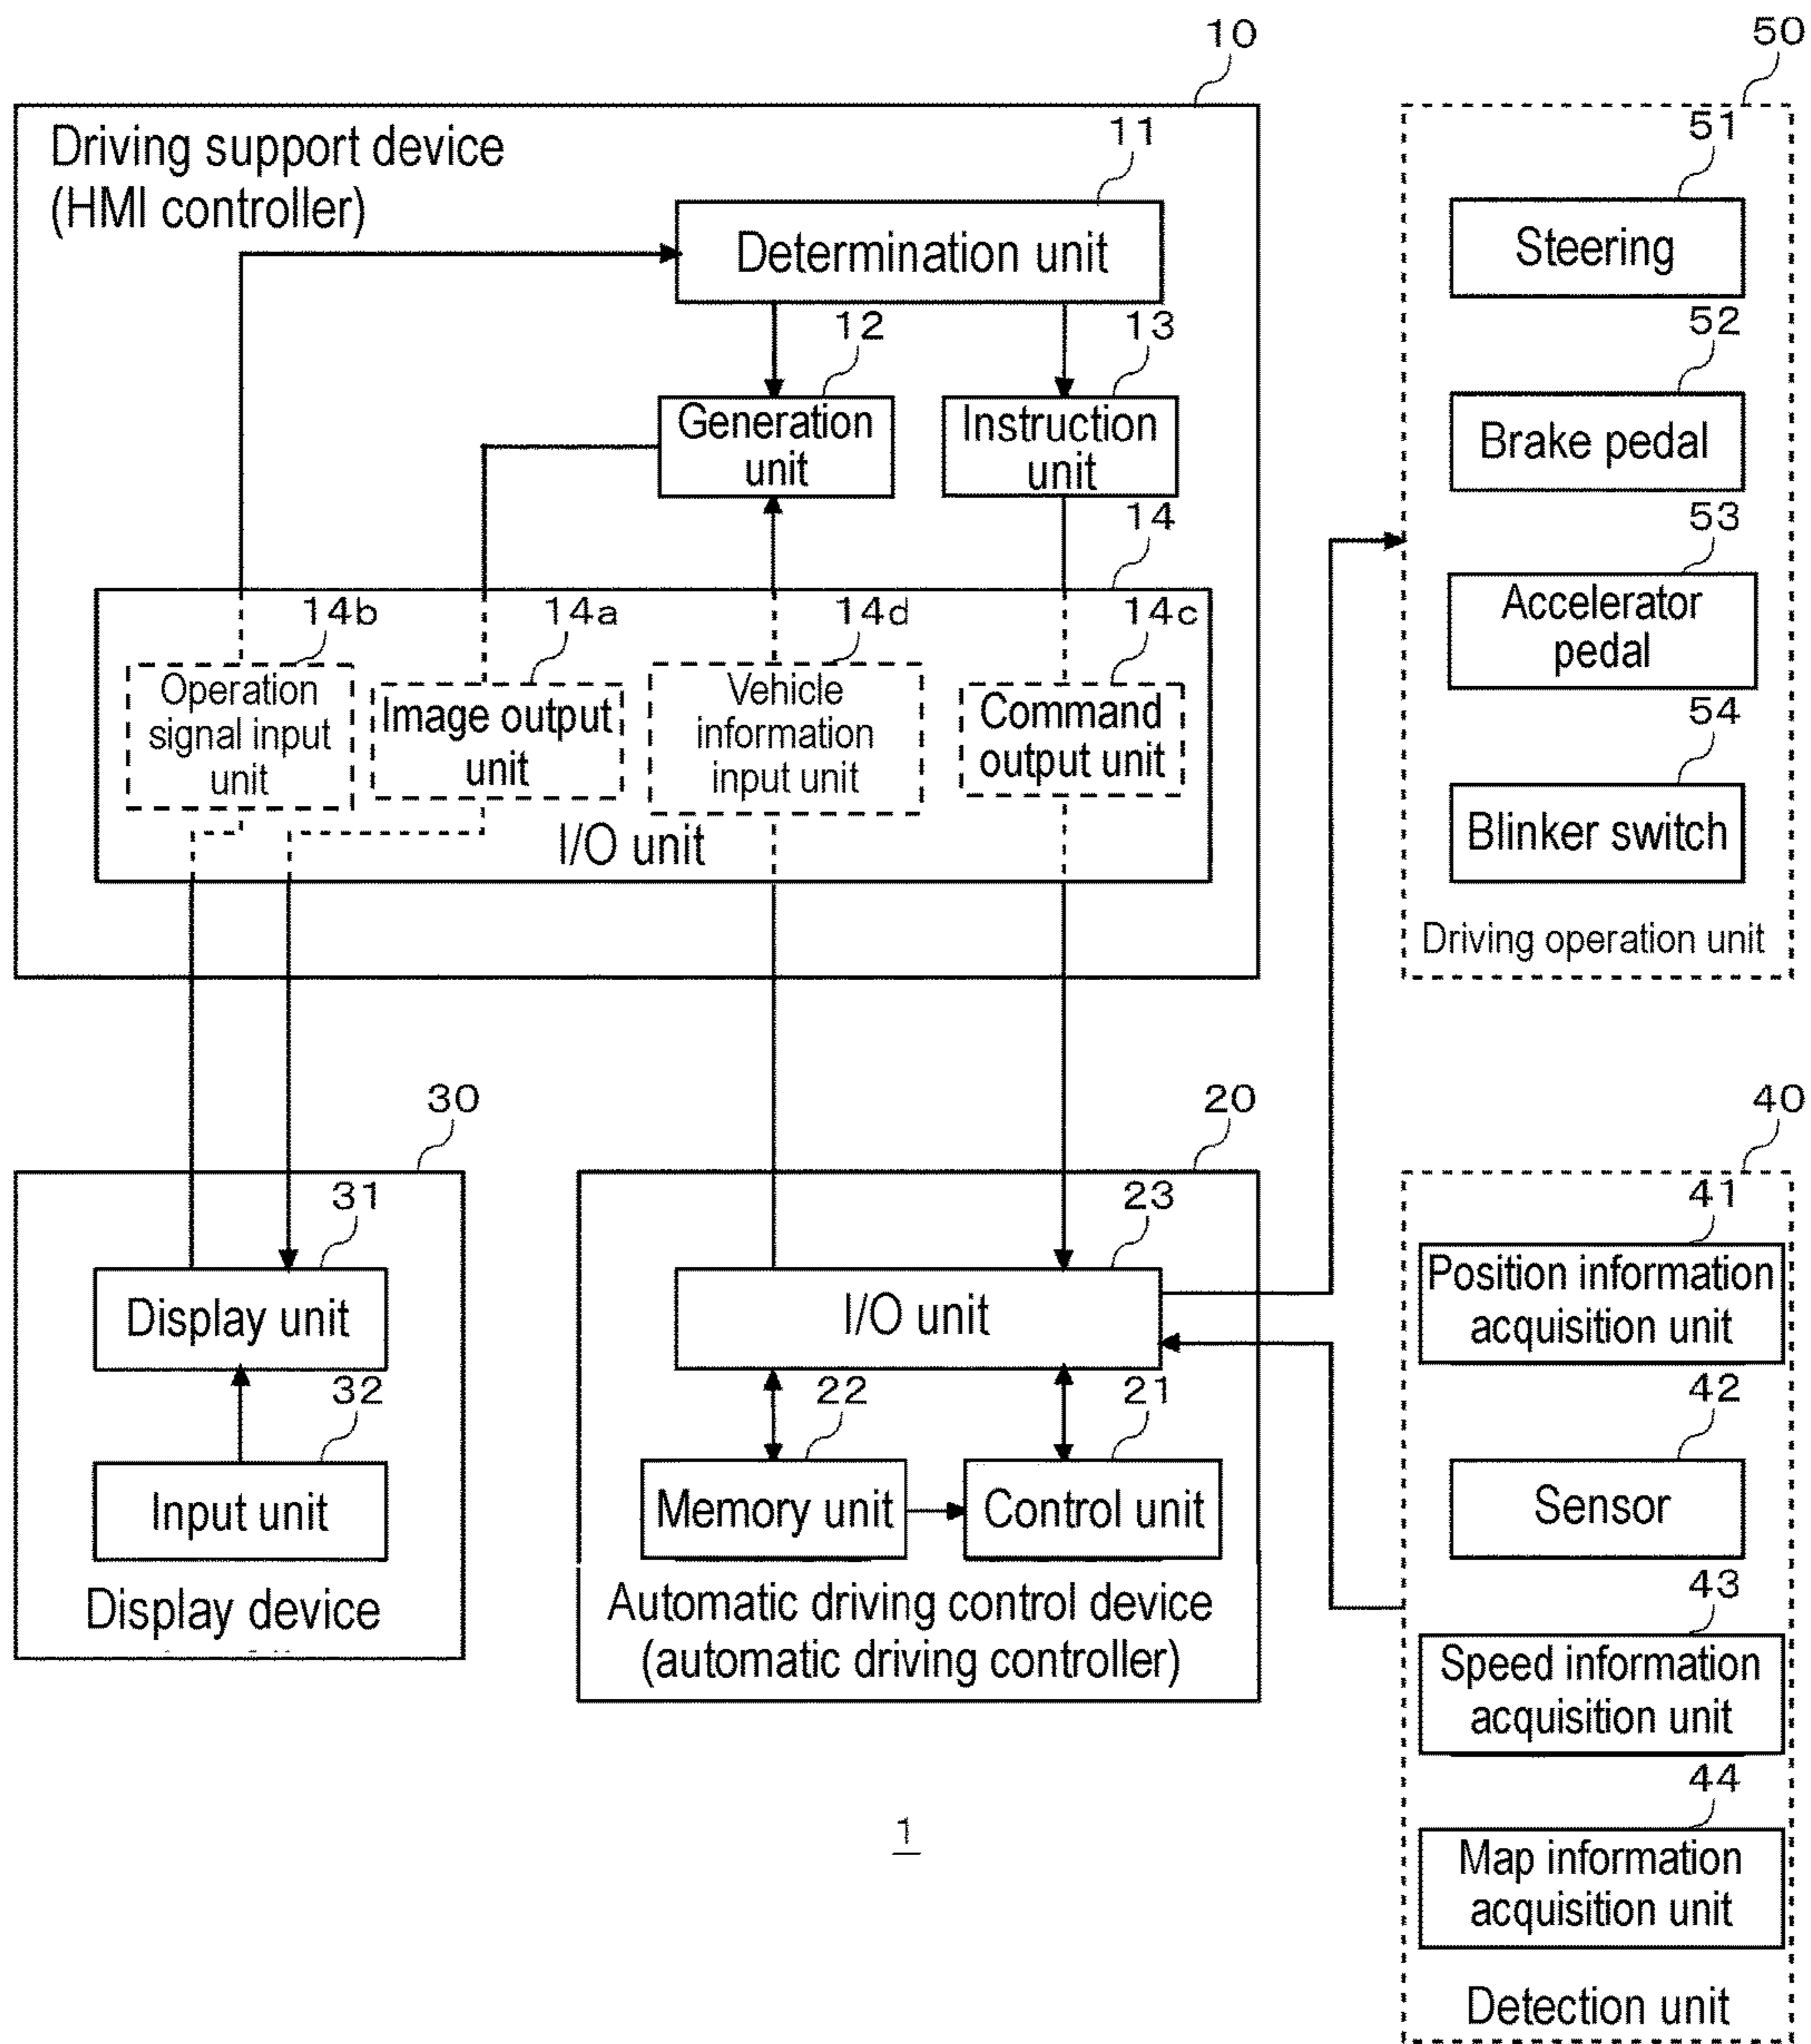 10
Driving support device
(HMI controller)
11
Determination unit
12
Generation
unit
13
Instruction
unit
14
14b
Operation
signal input
unit
14a
Image output
unit
14d
Vehicle
information
input unit
14c
Command
output unit
I/O unit
50
51
Steering
52
Brake pedal
53
Accelerator
pedal
54
Blinker switch
Driving operation unit
30
31
Display unit
32
Input unit
Display device
20
23
I/O unit
22
Memory unit
21
Control unit
Automatic driving control device
(automatic driving controller)
40
41
Position information
acquisition unit
42
Sensor
43
Speed information
acquisition unit
44
Map information
acquisition unit
Detection unit
1